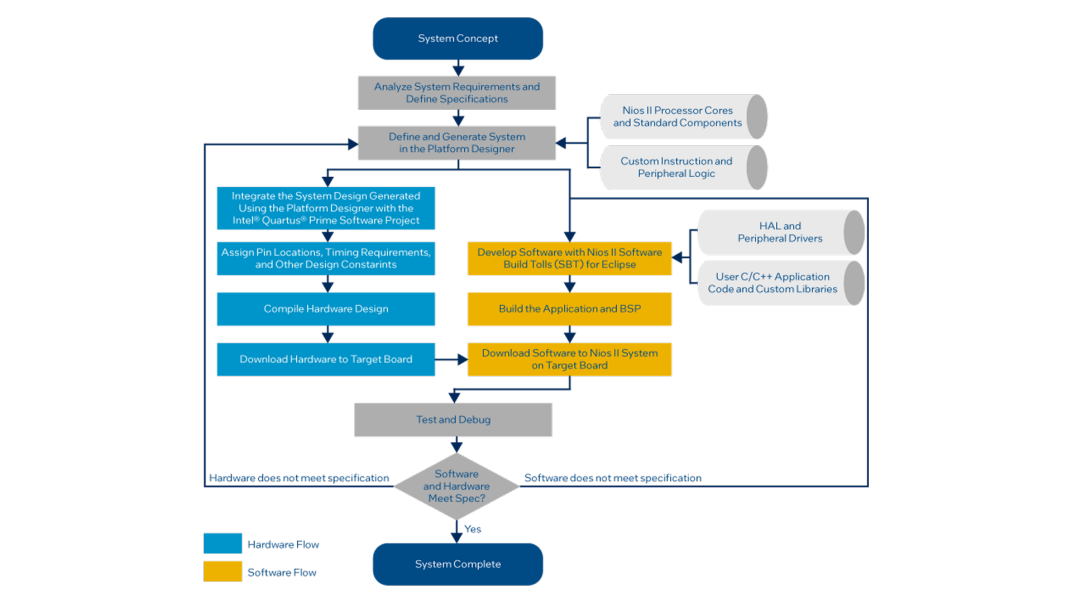 System Concept
Analyze System Requirements and
Define Specifications
Define and Generate System
in the Platform Designer
Nios II Processor Cores
and Standard Components
Custom Instruction and
Peripheral Logic
Integrate the System Design Generated
Using the Platform Designer with the
Intel® Quartus® Prime Software Project
Assign Pin Locations, Timing Requirements,
and Other Design Constarints
Compile Hardware Design
Download Hardware to Target Board
HAL and
Peripheral Drivers
User C/C++ Application
Code and Custom Libraries
Develop Software with Nios II Software
Build Tolls (SBT) for Eclipse
Build the Application and BSP
Download Software to Nios II System
on Target Board
Test and Debug
Software
and Hardware
Meet Spec?
Hardware does not meet specification
Software does not meet specification
Yes
System Complete
Hardware Flow
Software Flow